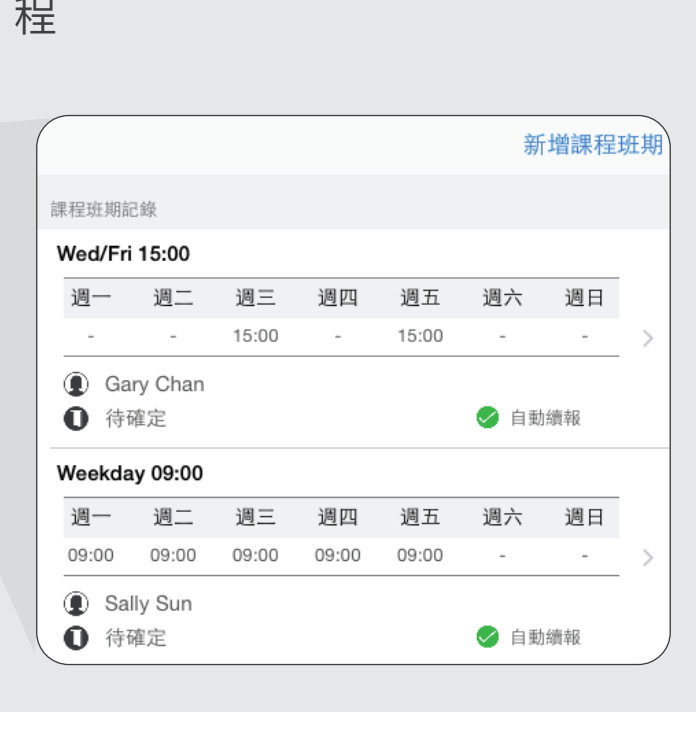 程
新增課程班期
課程班期記錄
Wed/Fri 15:00
週一 週二 週三 週四 週五 週六 週日
- - 15:00 - 15:00 - -
Gary Chan
待確定 自動續報
Weekday 09:00
週一 週二 週三 週四 週五 週六 週日
09:00 09:00 09:00 09:00 09:00 - -
Sally Sun
待確定 自動續報